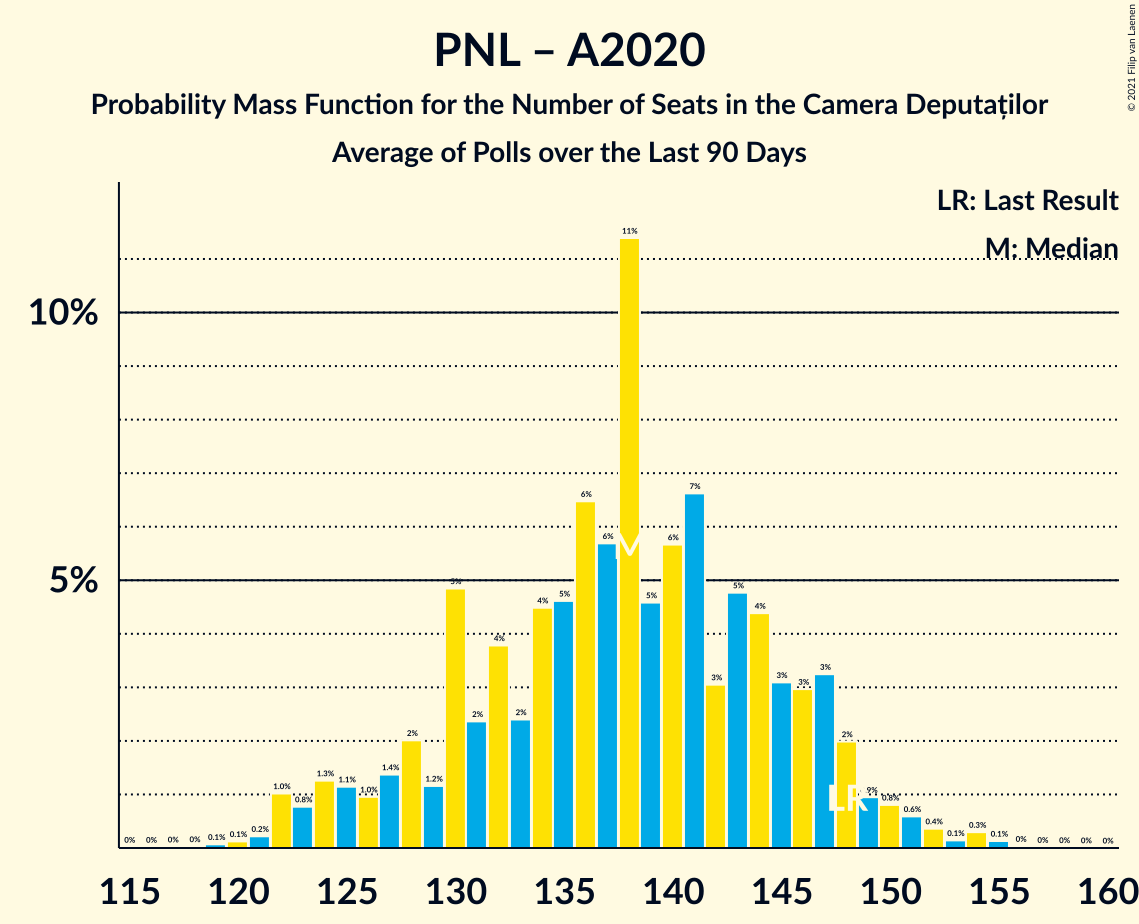 PNL – A2020
Probability Mass Function for the Number of Seats in the Camera Deputaților
Average of Polls over the Last 90 Days
© 2021 Filip van Laenen
LR: Last Result
M: Median
10%
5%
0% 0% 0% 0% 0.1% 0.1% 0.2% 1.0% 0.8% 1.3% 1.1% 1.0% 1.4% 2% 1.2% 5% 2% 4% 2% 4% 5% 6% 6% 11% 5% 6% 7% 3% 5% 4% 3% 3% 3% 2% 9% 0.8% 0.6% 0.4% 0.1% 0.3% 0.1% 0% 0% 0% 0% 0%
M
LR
115 120 125 130 135 140 145 150 155 160